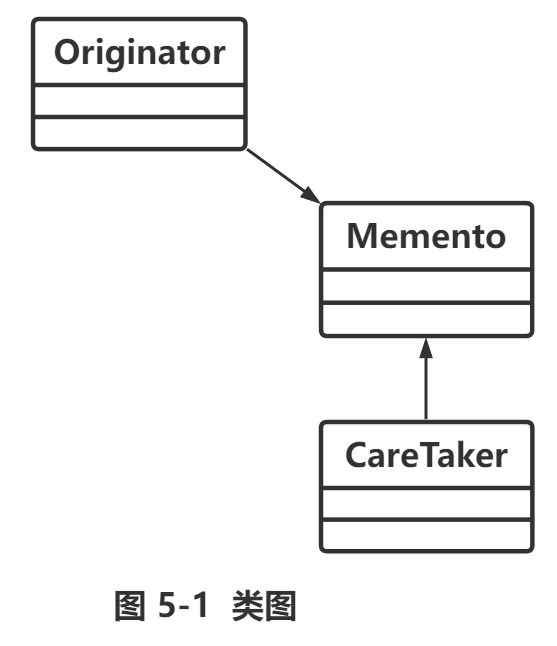 Originator
Memento
CareTaker
图 5-1 类图